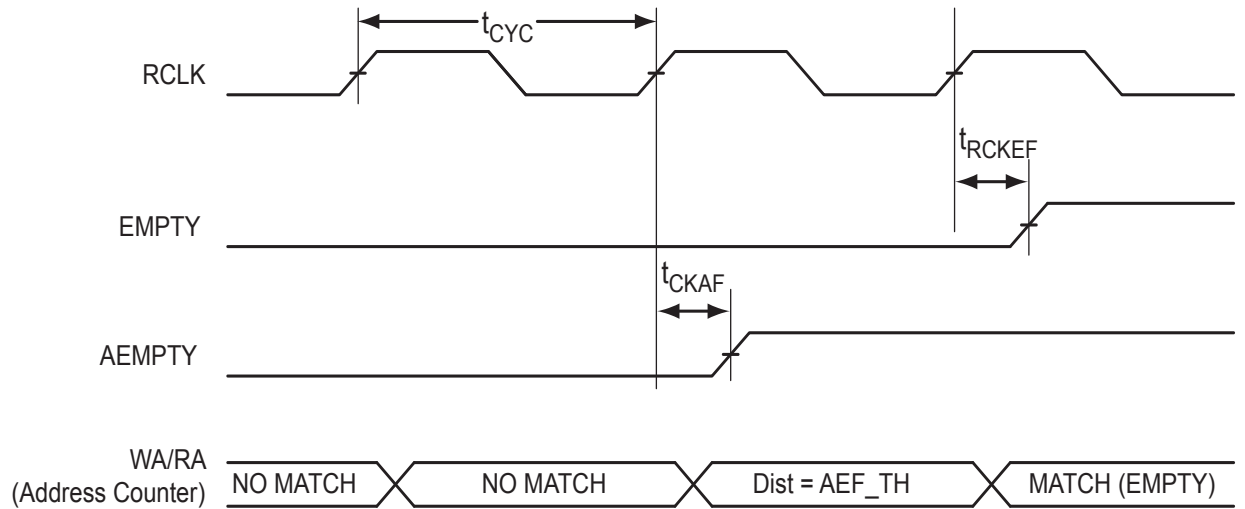 tCYC
RCLK
tRCKEF
EMPTY
tCKAF
AEMPTY
WA/RA
(Address Counter)
NO MATCH
NO MATCH
Dist = AEF_TH
MATCH (EMPTY)